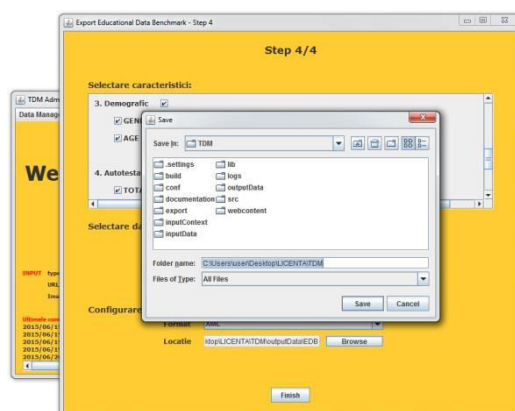 Export Educational Data Benchmark - Step 4
Step 4/4
Selectare caracteristici:
3. Demografic
GEN
AGE
4. Autotesta
TOT
Selectare da
Configurare
Format
XML
Locatie
ktop\LICENTA\TDM\outputData\EDB
Browse
Finish
TDM Adm
Data Manag
We
INPUT
typ
URL
Ima
2015/06/1
2015/06/1
2015/06/1
2015/06/1
2015/06/2
Save
Save In:
TDM
.settings
lib
build
logs
conf
outputData
documentation
src
export
webcontent
inputContext
inputData
Folder name:
C:\Users\user\Desktop\LICENTA\TDM
Files of Type:
All Files
Save
Cancel